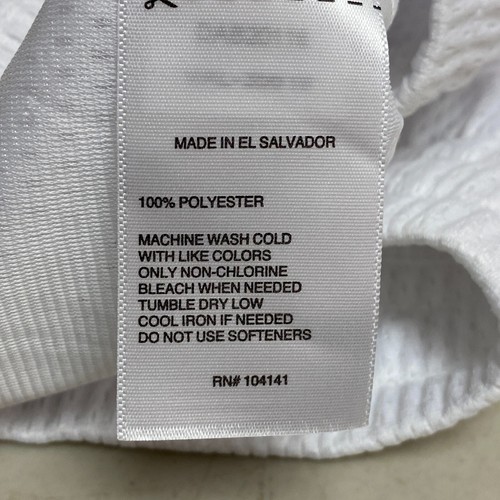 MADE IN EL SALVADOR
100% POLYESTER
MACHINE WASH COLD
WITH LIKE COLORS
ONLY NON-CHLORINE
BLEACH WHEN NEEDED
TUMBLE DRY LOW
COOL IRON IF NEEDED
DO NOT USE SOFTENERS
RN# 104141